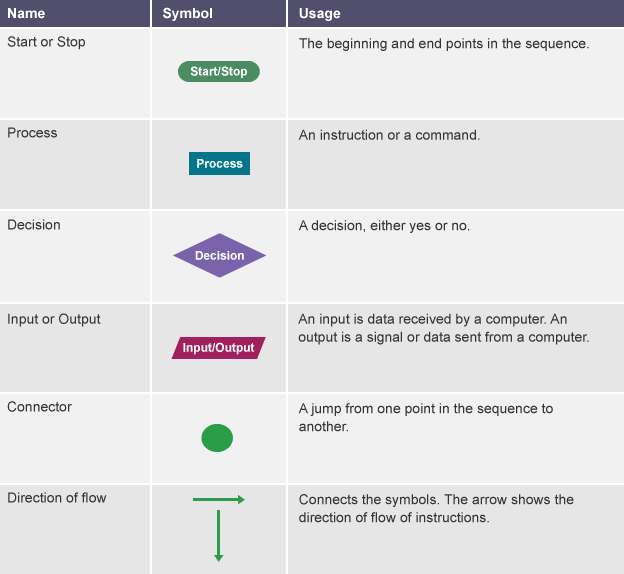 Name Symbol Usage
Start or Stop
The beginning and end points in the sequence.
Start/Stop
Process
An instruction or a command.
Process
Decision
A decision, either yes or no.
Decision
Input or Output
An input is data received by a computer. An
output is a signal or data sent from a computer.
Input/Output
Connector
A jump from one point in the sequence to
another.
Direction of flow
Connects the symbols. The arrow shows the
direction of flow of instructions.